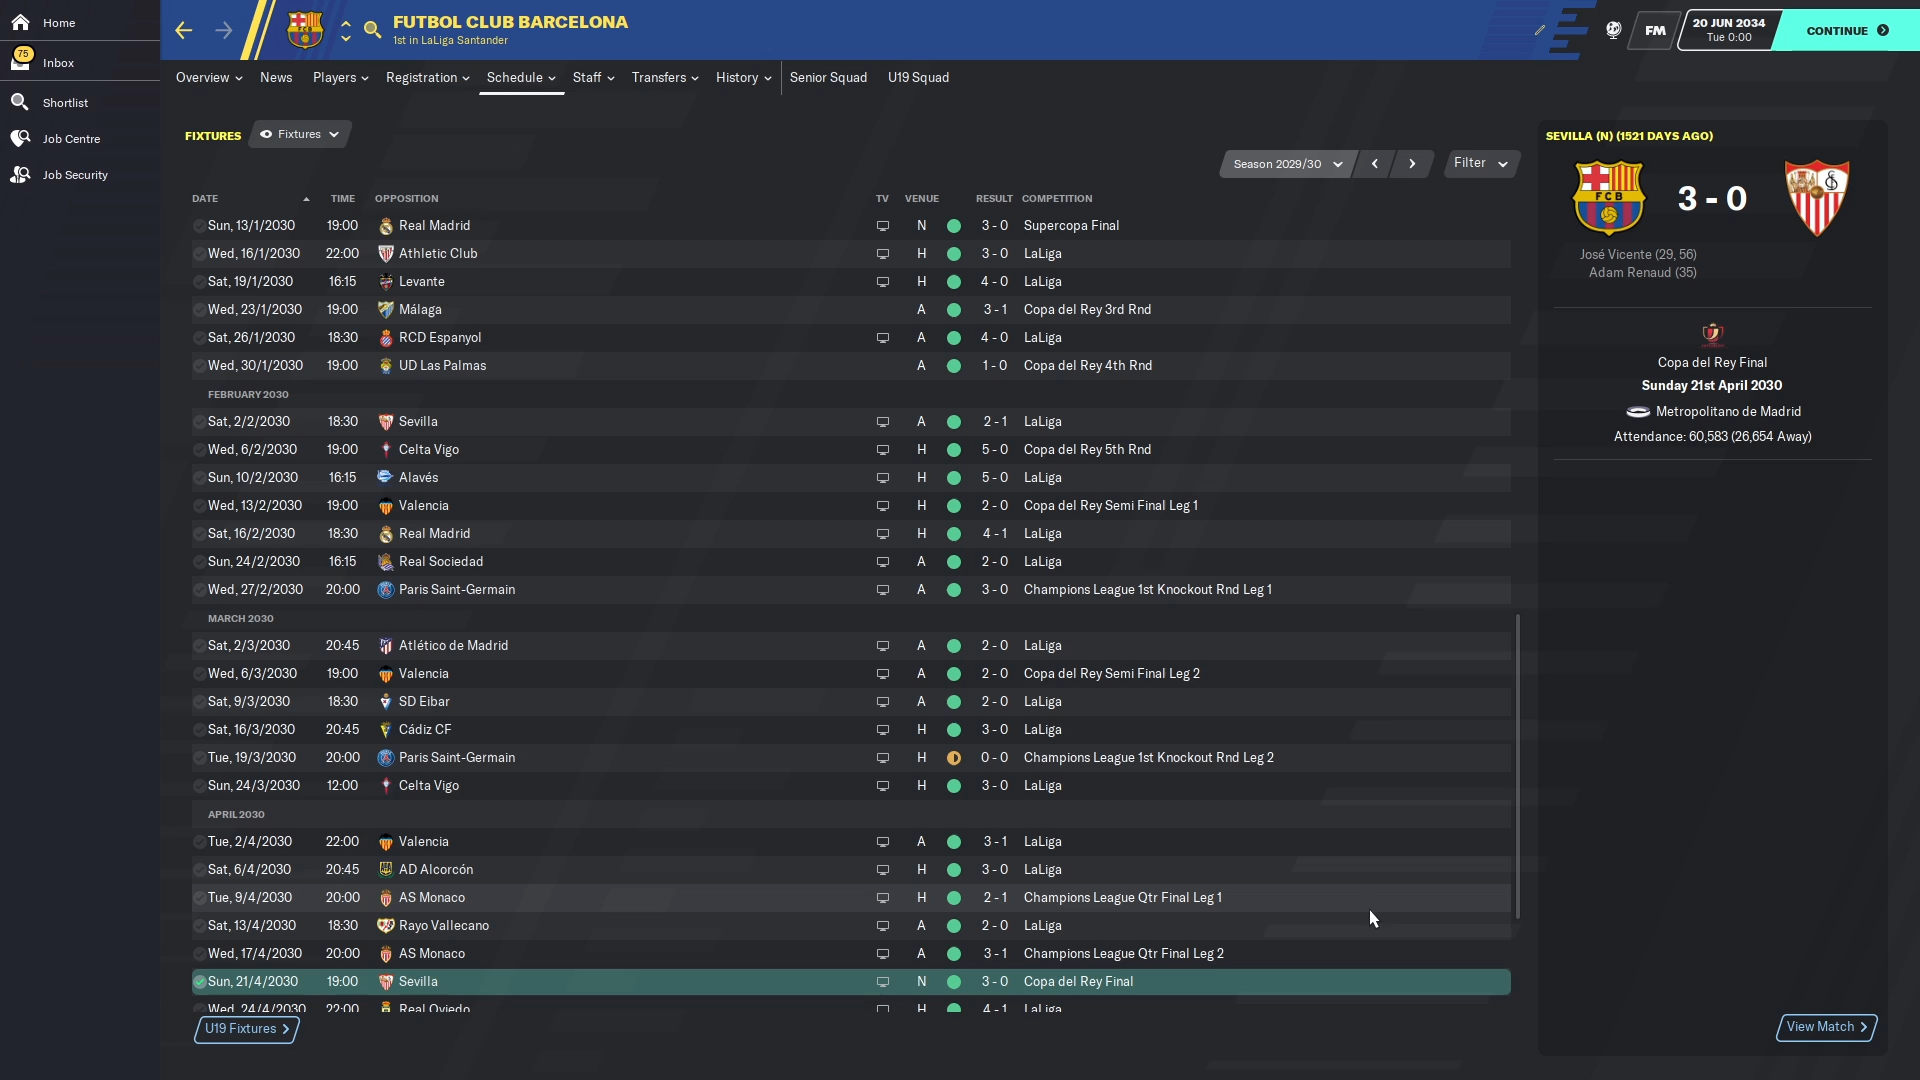 Home
75
Inbox
Shortlist
Job Centre
Job Security
FUTBOL CLUB BARCELONA
1st in LaLiga Santander
FM
20 JUN 2034
Tue 0:00
CONTINUE
Overview News Players Registration Schedule Staff Transfers History Senior Squad U19 Squad
FIXTURES Fixtures
Season 2029/30 Filter
DATE TIME OPPOSITION TV VENUE RESULT COMPETITION
Sun, 13/1/2030 19:00 Real Madrid N 3 - 0 Supercopa Final
Wed, 16/1/2030 22:00 Athletic Club H 3 - 0 LaLiga
Sat, 19/1/2030 16:15 Levante H 4 - 0 LaLiga
Wed, 23/1/2030 19:00 Málaga A 3 - 1 Copa del Rey 3rd Rnd
Sat, 26/1/2030 18:30 RCD Espanyol A 4 - 0 LaLiga
Wed, 30/1/2030 19:00 UD Las Palmas A 1 - 0 Copa del Rey 4th Rnd
FEBRUARY 2030
Sat, 2/2/2030 18:30 Sevilla A 2 - 1 LaLiga
Wed, 6/2/2030 19:00 Celta Vigo H 5 - 0 Copa del Rey 5th Rnd
Sun, 10/2/2030 16:15 Alavés H 5 - 0 LaLiga
Wed, 13/2/2030 19:00 Valencia H 2 - 0 Copa del Rey Semi Final Leg 1
Sat, 16/2/2030 18:30 Real Madrid H 4 - 1 LaLiga
Sun, 24/2/2030 16:15 Real Sociedad A 2 - 0 LaLiga
Wed, 27/2/2030 20:00 Paris Saint-Germain A 3 - 0 Champions League 1st Knockout Rnd Leg 1
MARCH 2030
Sat, 2/3/2030 20:45 Atlético de Madrid A 2 - 0 LaLiga
Wed, 6/3/2030 19:00 Valencia A 2 - 0 Copa del Rey Semi Final Leg 2
Sat, 9/3/2030 18:30 SD Eibar A 2 - 0 LaLiga
Sat, 16/3/2030 20:45 Cádiz CF H 3 - 0 LaLiga
Tue, 19/3/2030 20:00 Paris Saint-Germain H 0 - 0 Champions League 1st Knockout Rnd Leg 2
Sun, 24/3/2030 12:00 Celta Vigo H 3 - 0 LaLiga
APRIL 2030
Tue, 2/4/2030 22:00 Valencia A 3 - 1 LaLiga
Sat, 6/4/2030 20:45 AD Alcorcón H 3 - 0 LaLiga
Tue, 9/4/2030 20:00 AS Monaco H 2 - 1 Champions League Qtr Final Leg 1
Sat, 13/4/2030 18:30 Rayo Vallecano A 2 - 0 LaLiga
Wed, 17/4/2030 20:00 AS Monaco A 3 - 1 Champions League Qtr Final Leg 2
Sun, 21/4/2030 19:00 Sevilla N 3 - 0 Copa del Rey Final
Wed, 24/4/2030 22:00 Real Oviedo H 4 - 1 LaLiga
U19 Fixtures
SEVILLA (N) (1521 DAYS AGO)
FCB
3 - 0
José Vicente (29, 56)
Adam Renaud (35)
Copa del Rey Final
Sunday 21st April 2030
Metropolitano de Madrid
Attendance: 60,583 (26,654 Away)
View Match